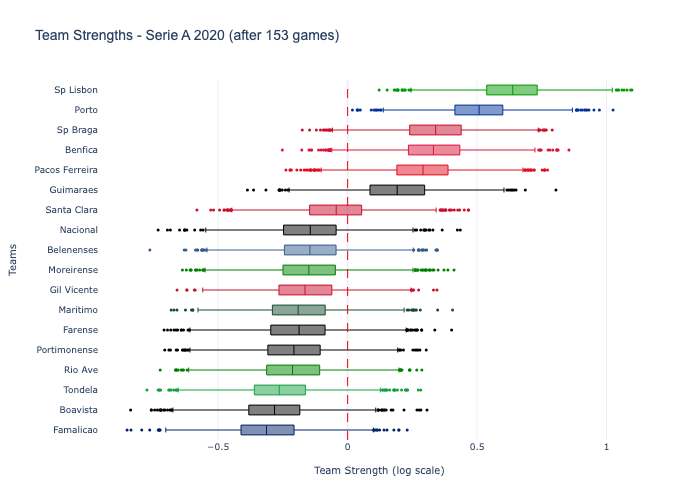 Team Strengths - Serie A 2020 (after 153 games)
Sp Lisbon
Porto
Sp Braga
Benfica
Pacos Ferreira
Guimaraes
Santa Clara
Nacional
Belenenses
Moreirense
Gil Vicente
Maritimo
Farense
Portimonense
Rio Ave
Tondela
Boavista
Famalicao
Teams
−0.5
0
0.5
1
Team Strength (log scale)